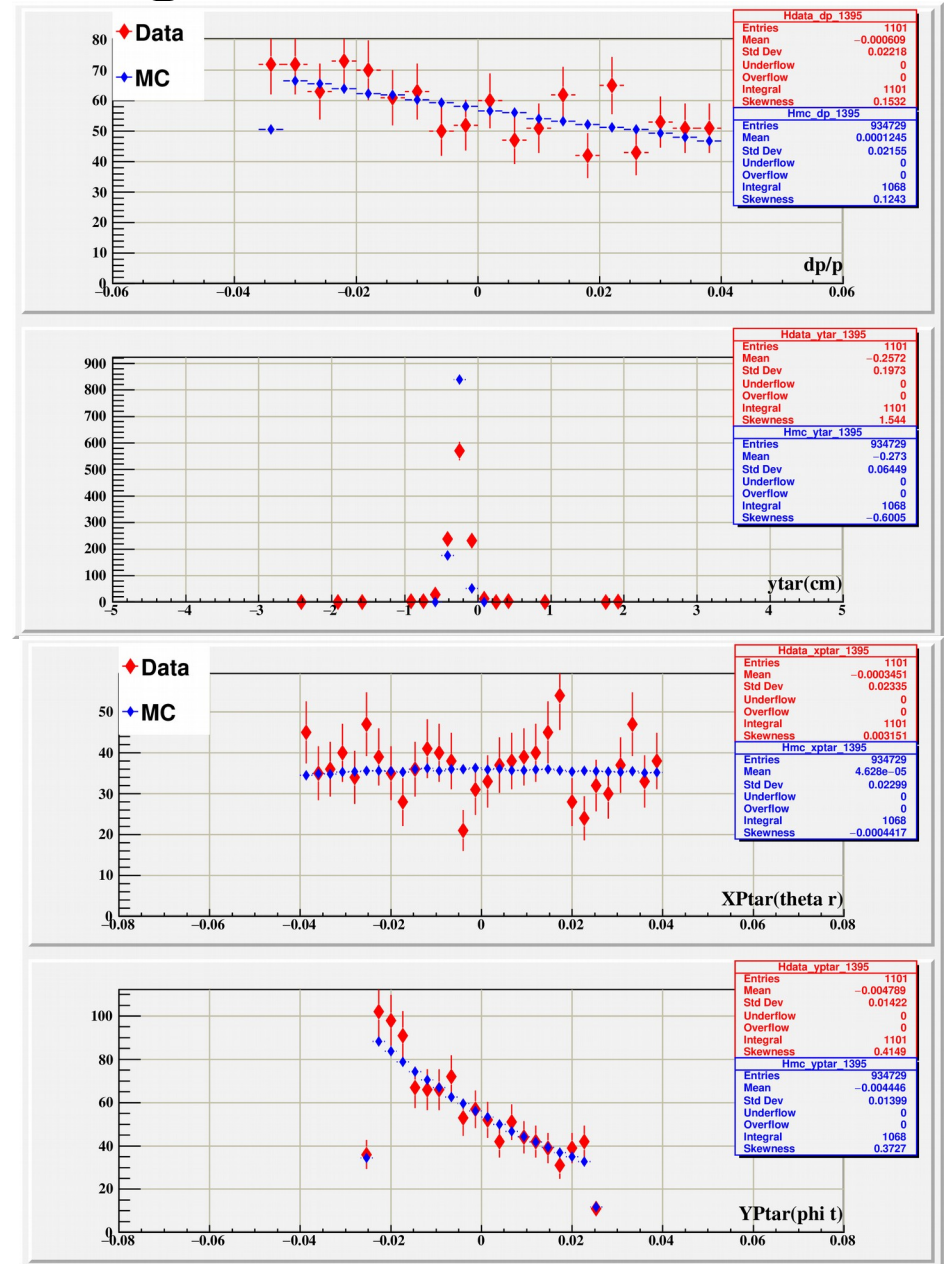 Data
MC
Hdata_dp_1395
Entries 1101
Mean −0.000609
Std Dev 0.02218
Underflow 0
Overflow 0
Integral 1101
Skewness 0.1532
Hmc_dp_1395
Entries 934729
Mean 0.0001245
Std Dev 0.02155
Underflow 0
Overflow 0
Integral 1068
Skewness 0.1243
80
70
60
50
40
30
20
10
0
−0.06 −0.04 −0.02 0 0.02 0.04 0.06
dp/p
Hdata_ytar_1395
Entries 1101
Mean −0.2572
Std Dev 0.1973
Underflow 0
Overflow 0
Integral 1101
Skewness 1.544
Hmc_ytar_1395
Entries 934729
Mean −0.273
Std Dev 0.06449
Underflow 0
Overflow 0
Integral 1068
Skewness −0.6005
900
800
700
600
500
400
300
200
100
0
−5 −4 −3 −2 −1 0 1 2 3 4 5
ytar(cm)
Data
MC
Hdata_xptar_1395
Entries 1101
Mean −0.0003451
Std Dev 0.02335
Underflow 0
Overflow 0
Integral 1101
Skewness 0.003151
Hmc_xptar_1395
Entries 934729
Mean 4.628e−05
Std Dev 0.02299
Underflow 0
Overflow 0
Integral 1068
Skewness −0.0004417
50
40
30
20
10
0
−0.08 −0.06 −0.04 −0.02 0 0.02 0.04 0.06 0.08
XPtar(theta r)
Hdata_yptar_1395
Entries 1101
Mean −0.004789
Std Dev 0.01422
Underflow 0
Overflow 0
Integral 1101
Skewness 0.4149
Hmc_yptar_1395
Entries 934729
Mean −0.004446
Std Dev 0.01399
Underflow 0
Overflow 0
Integral 1068
Skewness 0.3727
100
80
60
40
20
0
−0.08 −0.06 −0.04 −0.02 0 0.02 0.04 0.06 0.08
YPtar(phi t)